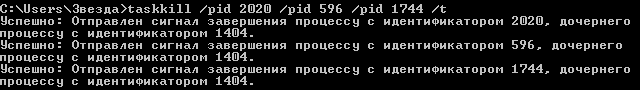 C:\Users\Звезда>taskkill /pid 2020 /pid 596 /pid 1744 /t
Успешно: Отправлен сигнал завершения процессу с идентификатором 2020, дочернего
процессу с идентификатором 1404.
Успешно: Отправлен сигнал завершения процессу с идентификатором 596, дочернего
процессу с идентификатором 1404.
Успешно: Отправлен сигнал завершения процессу с идентификатором 1744, дочернего
процессу с идентификатором 1404.